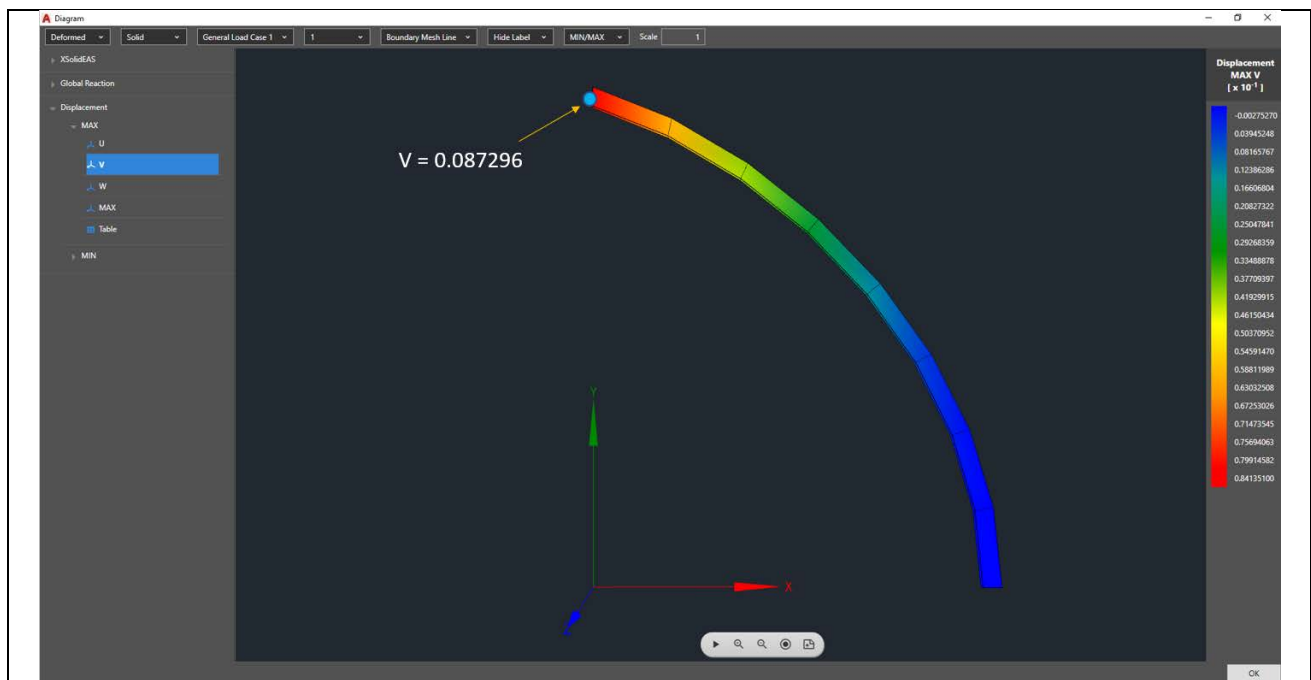 Diagram
Deformed Solid General Load Case 1 1 Boundary Mesh Line Hide Label MIN/MAX Scale 1
XSolidEAS
Global Reaction
Displacement
MAX
U
V
W
MAX
Table
MIN
V = 0.087296
Y
X
Displacement
MAX V
[ x 10⁻¹ ]
-0.00275270
0.03945248
0.08165767
0.12386286
0.16606804
0.20827322
0.25047841
0.29268359
0.33488878
0.37709397
0.41929915
0.46150434
0.50370952
0.54591470
0.58811989
0.63032508
0.67253026
0.71473545
0.75694063
0.79914582
0.84135100
OK